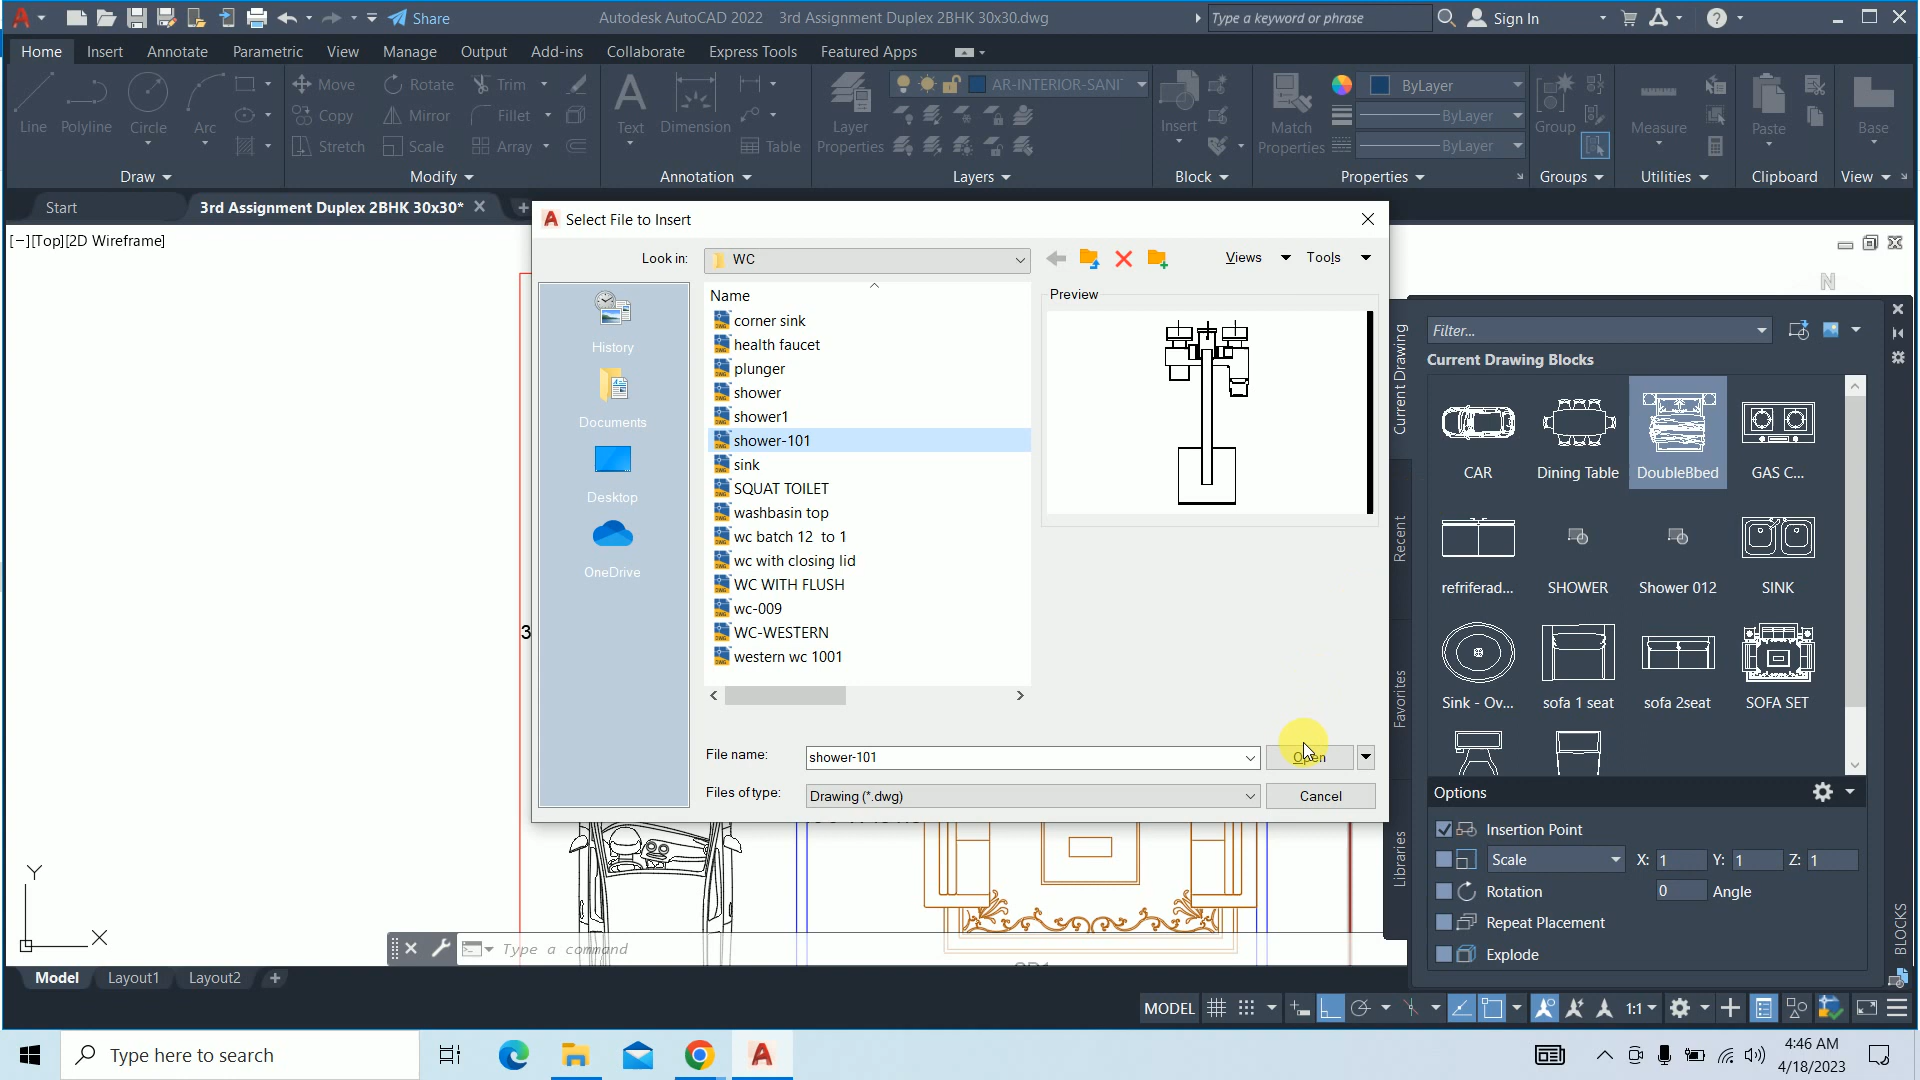 Share
Autodesk AutoCAD 2022 3rd Assignment Duplex 2BHK 30x30.dwg
Type a keyword or phrase
Sign In
Home Insert Annotate Parametric View Manage Output Add-ins Collaborate Express Tools Featured Apps
Line Polyline Circle Arc
Move Rotate Trim
Copy Mirror Fillet
Stretch Scale Array
Text Dimension
Table
Layer Properties
AR-INTERIOR-SANI
Insert
Match Properties
ByLayer
ByLayer
ByLayer
Group
Measure
Paste
Base
Draw Modify Annotation Layers Block Properties Groups Utilities Clipboard View
Start
3rd Assignment Duplex 2BHK 30x30*
[−][Top][2D Wireframe]
Select File to Insert
Look in: WC
Views Tools
Name
corner sink
health faucet
plunger
shower
shower1
shower-101
sink
SQUAT TOILET
washbasin top
wc batch 12 to 1
wc with closing lid
WC WITH FLUSH
wc-009
WC-WESTERN
western wc 1001
History
Documents
Desktop
OneDrive
Preview
File name: shower-101
Open
Files of type: Drawing (*.dwg)
Cancel
N
3
Filter...
Current Drawing Blocks
Current Drawing
Recent
Favorites
Libraries
CAR Dining Table DoubleBbed GAS C...
refriferad... SHOWER Shower 012 SINK
Sink - Ov... sofa 1 seat sofa 2seat SOFA SET
Options
Insertion Point
Scale X: 1 Y: 1 Z: 1
Rotation 0 Angle
Repeat Placement
Explode
BLOCKS
Y
X
Type a command
Model Layout1 Layout2
MODEL
1:1
Type here to search
4:46 AM
4/18/2023